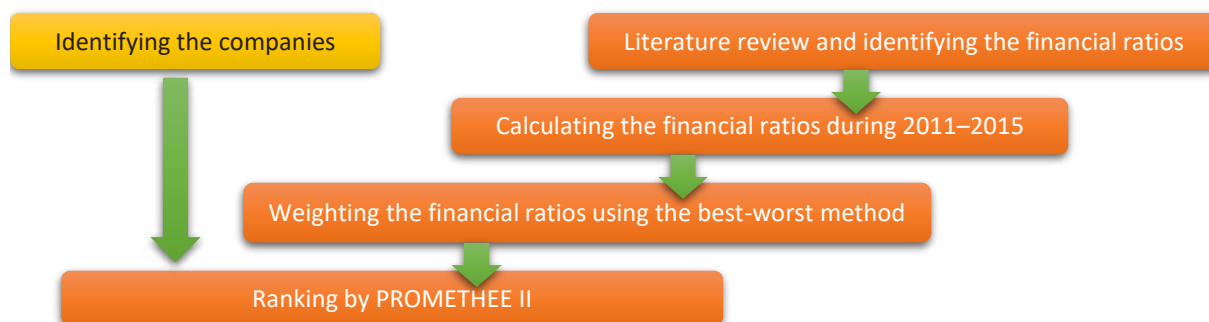 Identifying the companies
Literature review and identifying the financial ratios
Calculating the financial ratios during 2011–2015
Weighting the financial ratios using the best-worst method
Ranking by PROMETHEE II